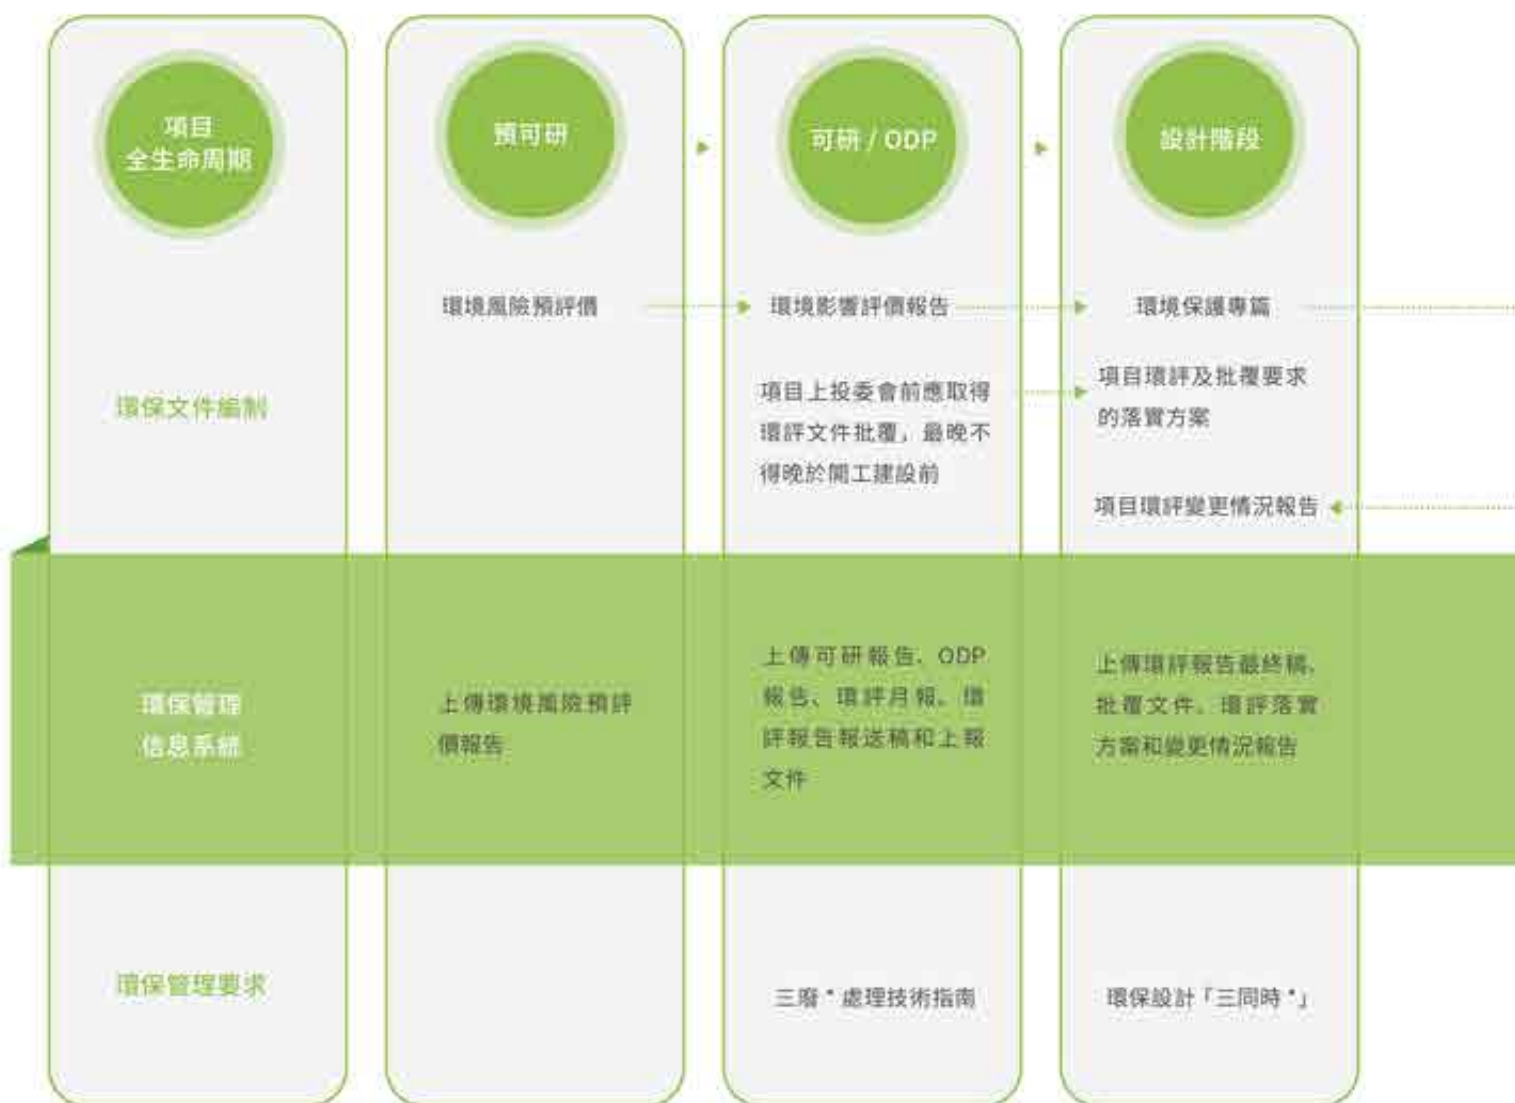 項目
全生命周期
預可研
可研 / ODP
設計階段
環保文件編制
環境風險預評價
環境影響評價報告
環境保護專篇
項目上投委會前應取得
環評文件批覆，最晚不
得晚於開工建設前
項目環評及批覆要求
的落實方案
項目環評變更情況報告
環保管理
信息系統
上傳環境風險預評
價報告
上傳可研報告、ODP
報告、環評月報、環
評報告報送稿和上報
文件
上傳環評報告最終稿、
批覆文件、環評落實
方案和變更情況報告
環保管理要求
三廢 * 處理技術指南
環保設計「三同時 *」